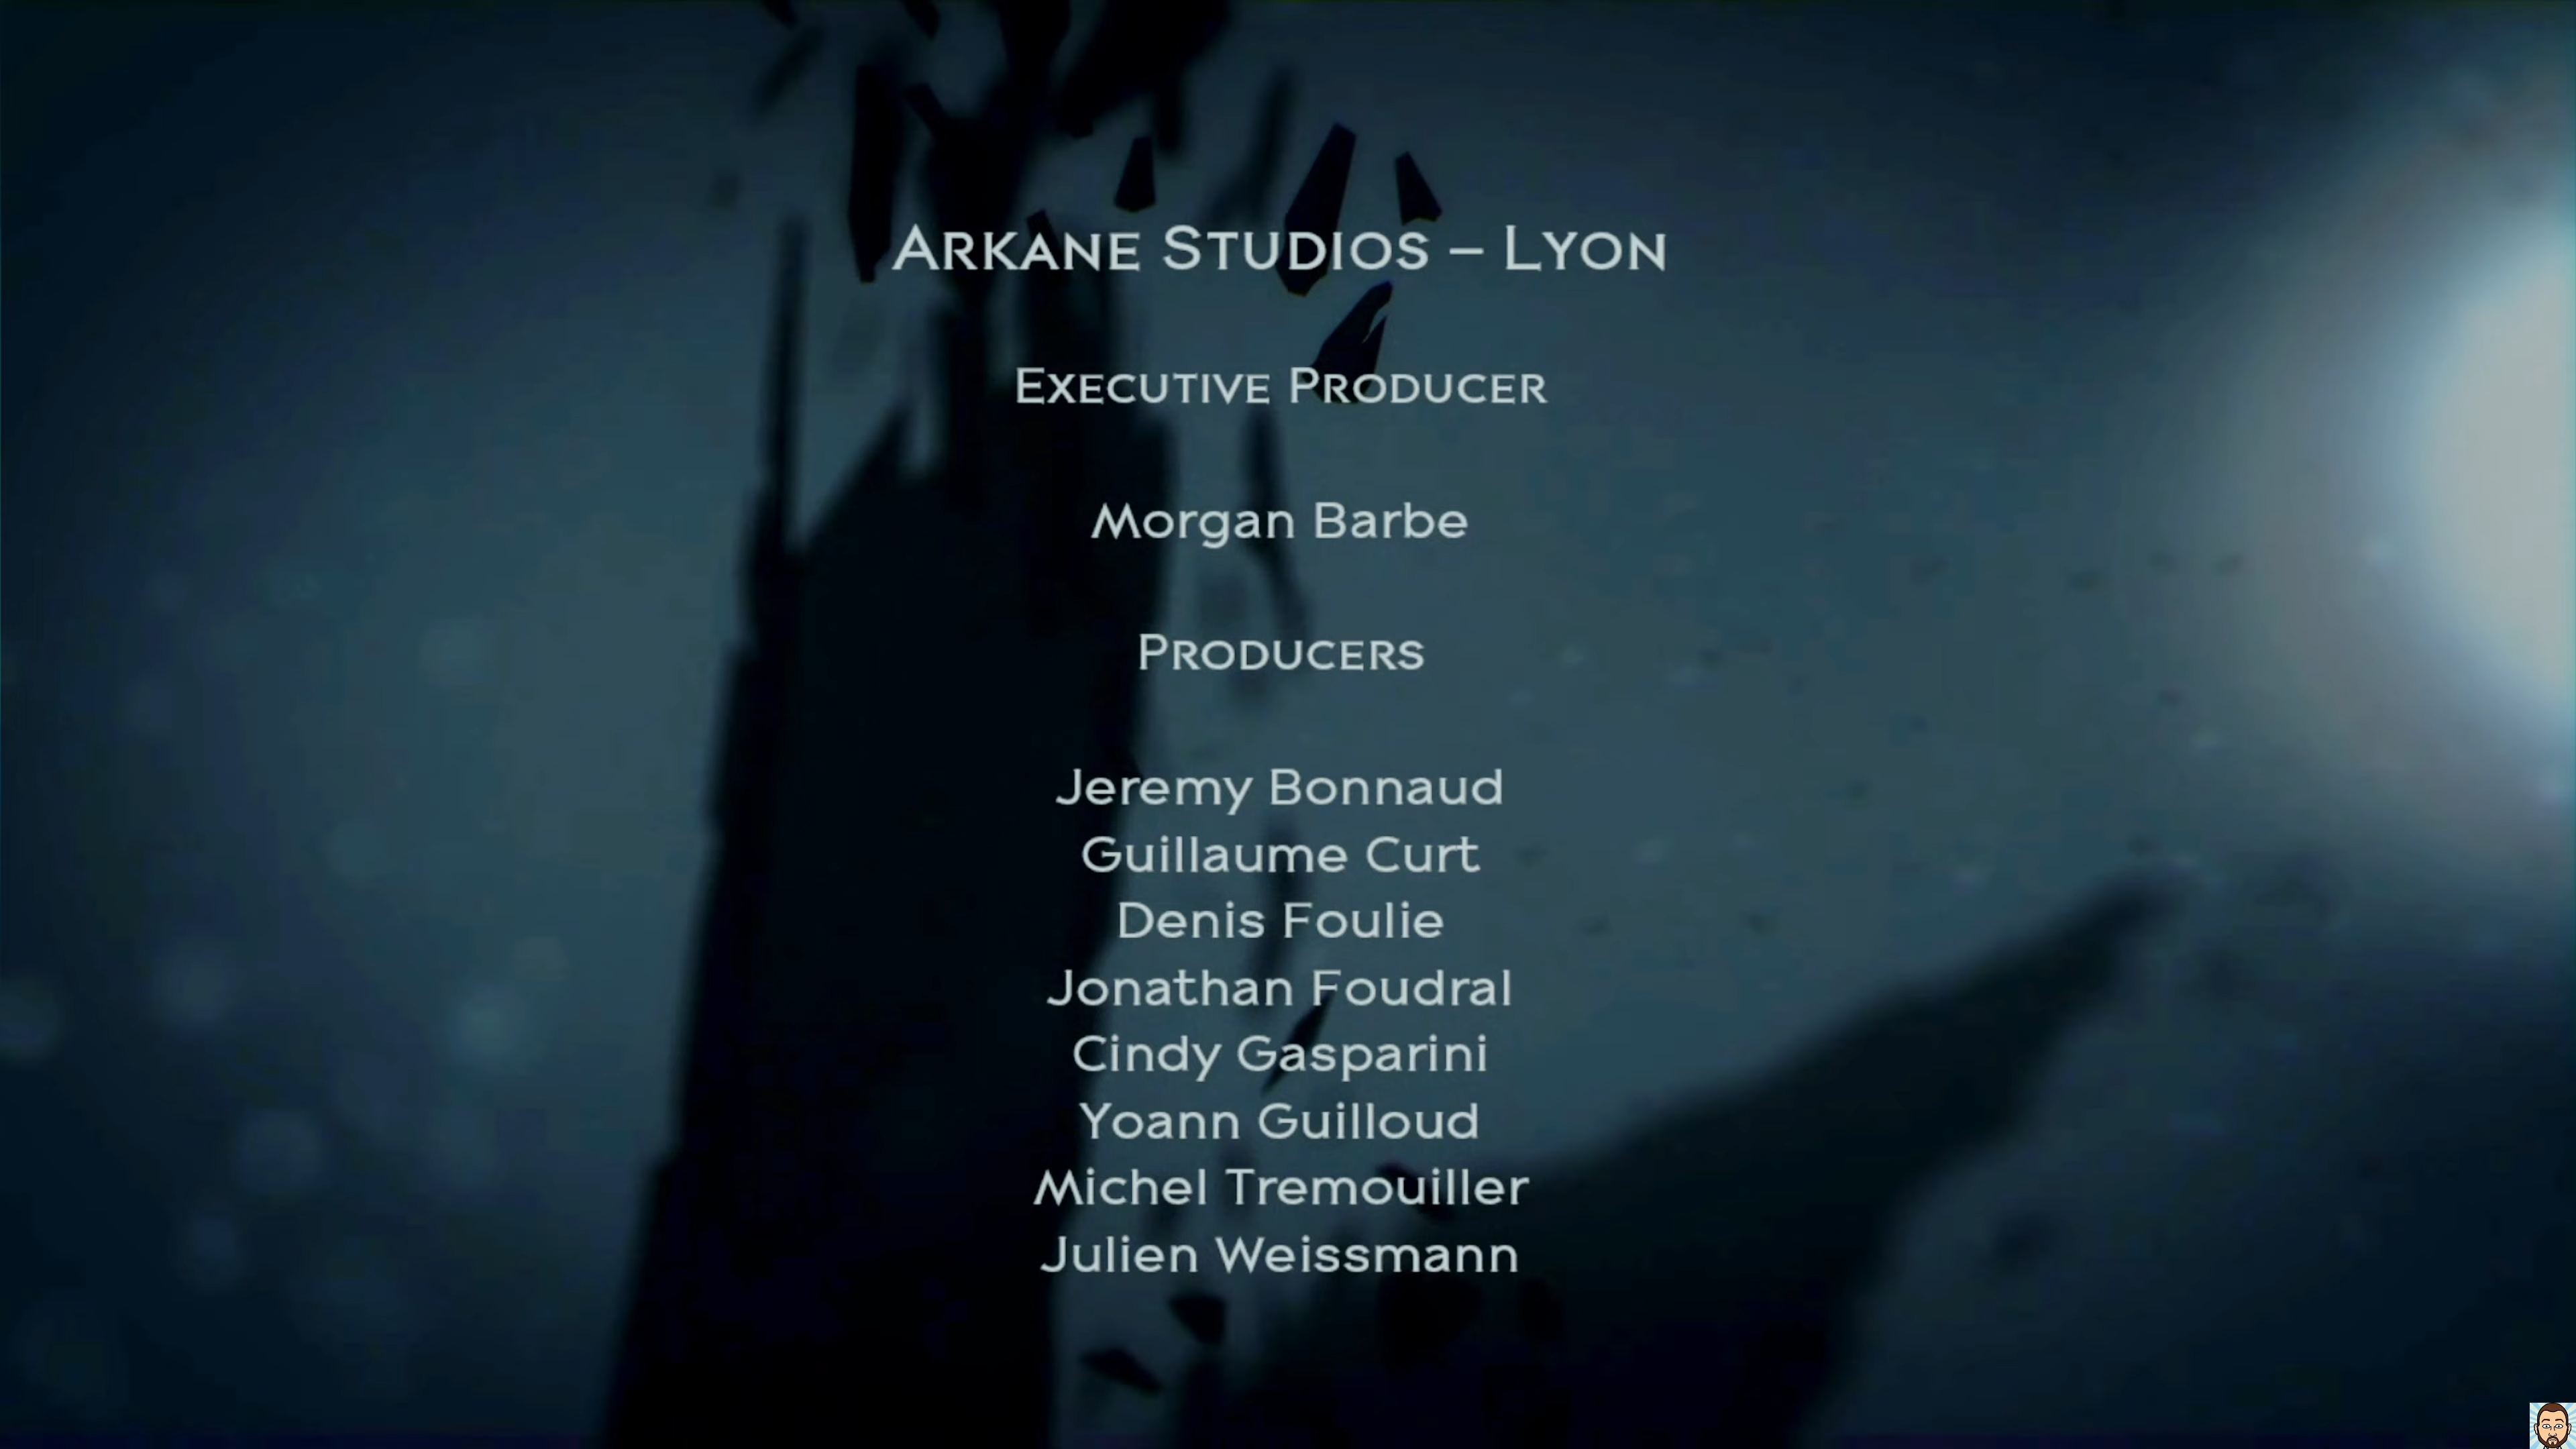 Arkane Studios – Lyon
Executive Producer
Morgan Barbe
Producers
Jeremy Bonnaud
Guillaume Curt
Denis Foulie
Jonathan Foudral
Cindy Gasparini
Yoann Guilloud
Michel Tremouiller
Julien Weissmann